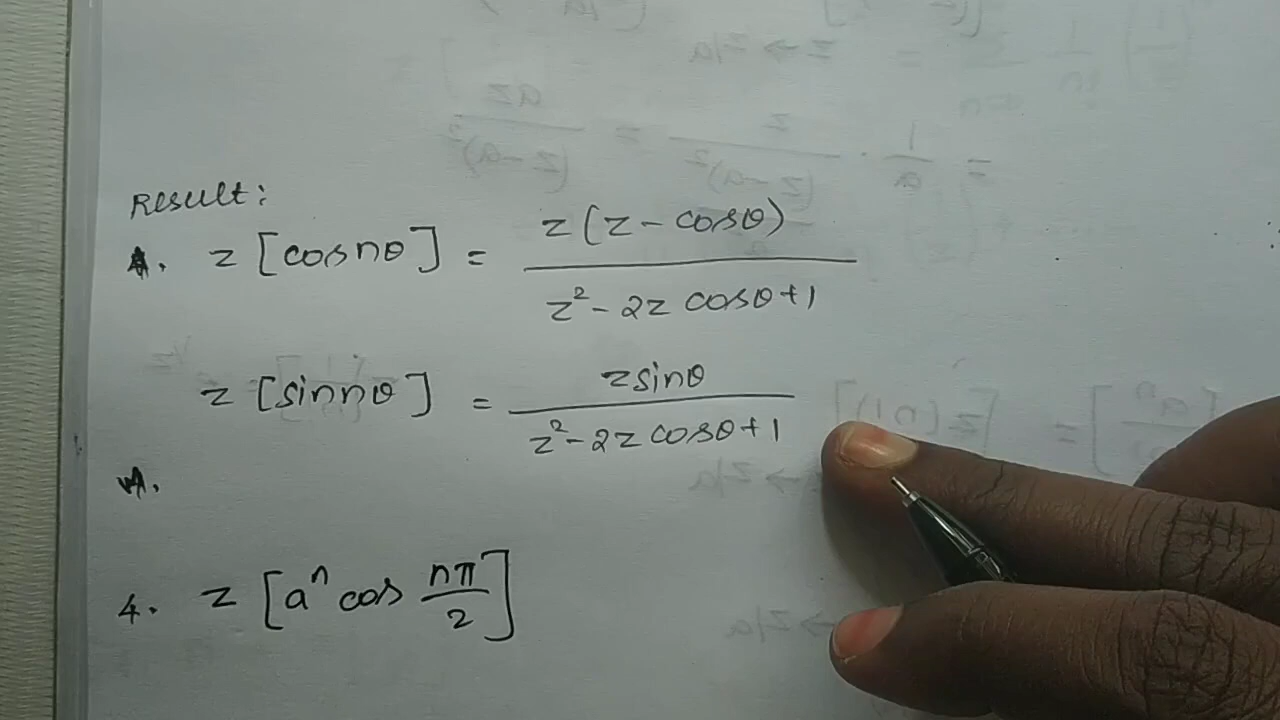 Result:
z [cos nθ] = z(z - cosθ) / z² - 2z cosθ + 1
z [sin nθ] = z sinθ / z² - 2z cosθ + 1
4. z [aⁿ cos nπ/2]